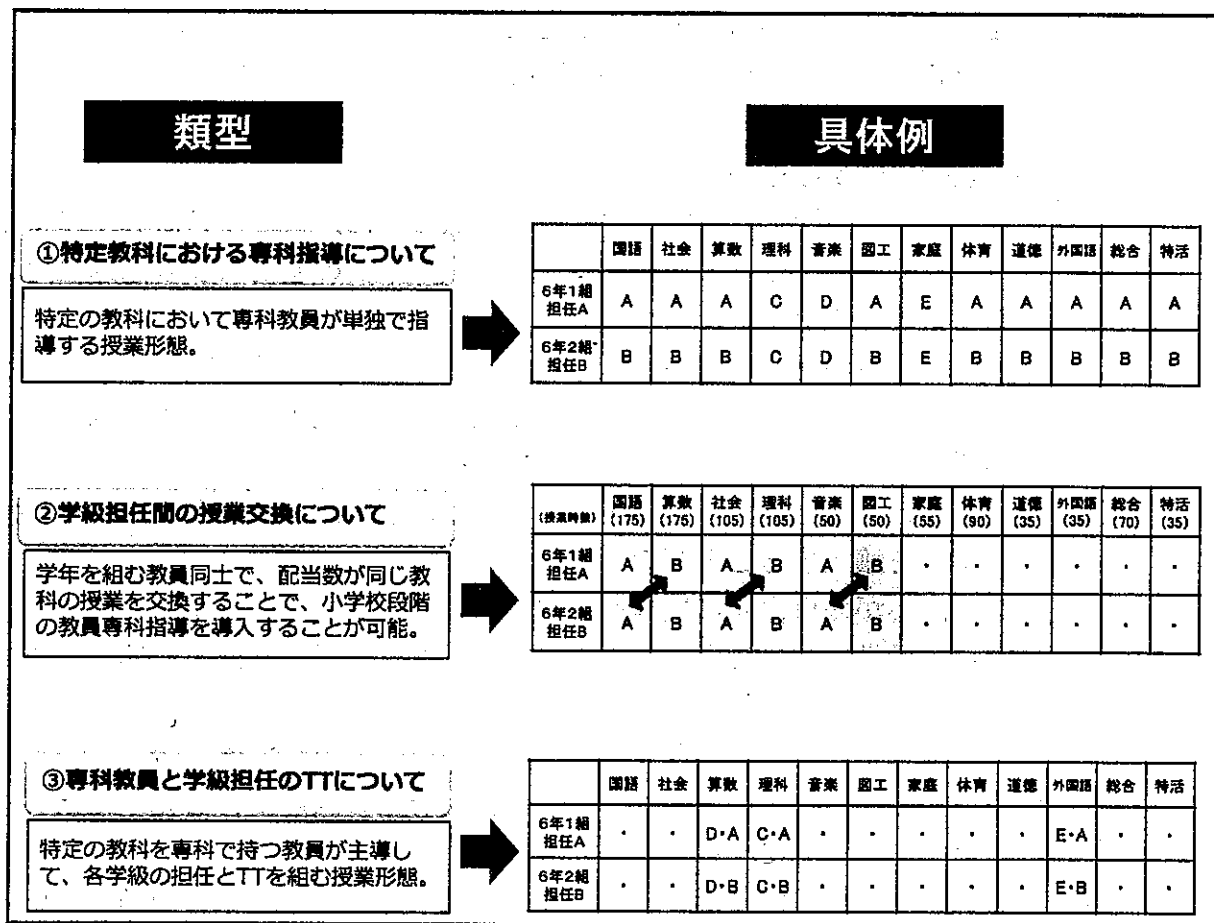 類型
具体例
①特定教科における専科指導について
特定の教科において専科教員が単独で指
導する授業形態。
国語 社会 算数 理科 音楽 図工 家庭 体育 道徳 外国語 総合 特活
6年1組
担任A
A A A C D A E A A A A A
6年2組
担任B
B B B C D B E B B B B B
②学級担任間の授業交換について
学年を組む教員同士で、配当数が同じ教
科の授業を交換することで、小学校段階
の教員専科指導を導入することが可能。
(授業時数) 国語 算数 社会 理科 音楽 図工 家庭 体育 道徳 外国語 総合 特活
(175) (175) (105) (105) (50) (50) (55) (90) (35) (35) (70) (35)
6年1組
担任A
A B A B A B ・ ・ ・ ・ ・ ・
6年2組
担任B
A B A B A B ・ ・ ・ ・ ・ ・
③専科教員と学級担任のTTについて
特定の教科を専科で持つ教員が主導し
て、各学級の担任とTTを組む授業形態。
国語 社会 算数 理科 音楽 図工 家庭 体育 道徳 外国語 総合 特活
6年1組
担任A
・ ・ D・A C・A ・ ・ ・ ・ ・ E・A ・ ・
6年2組
担任B
・ ・ D・B C・B ・ ・ ・ ・ ・ E・B ・ ・